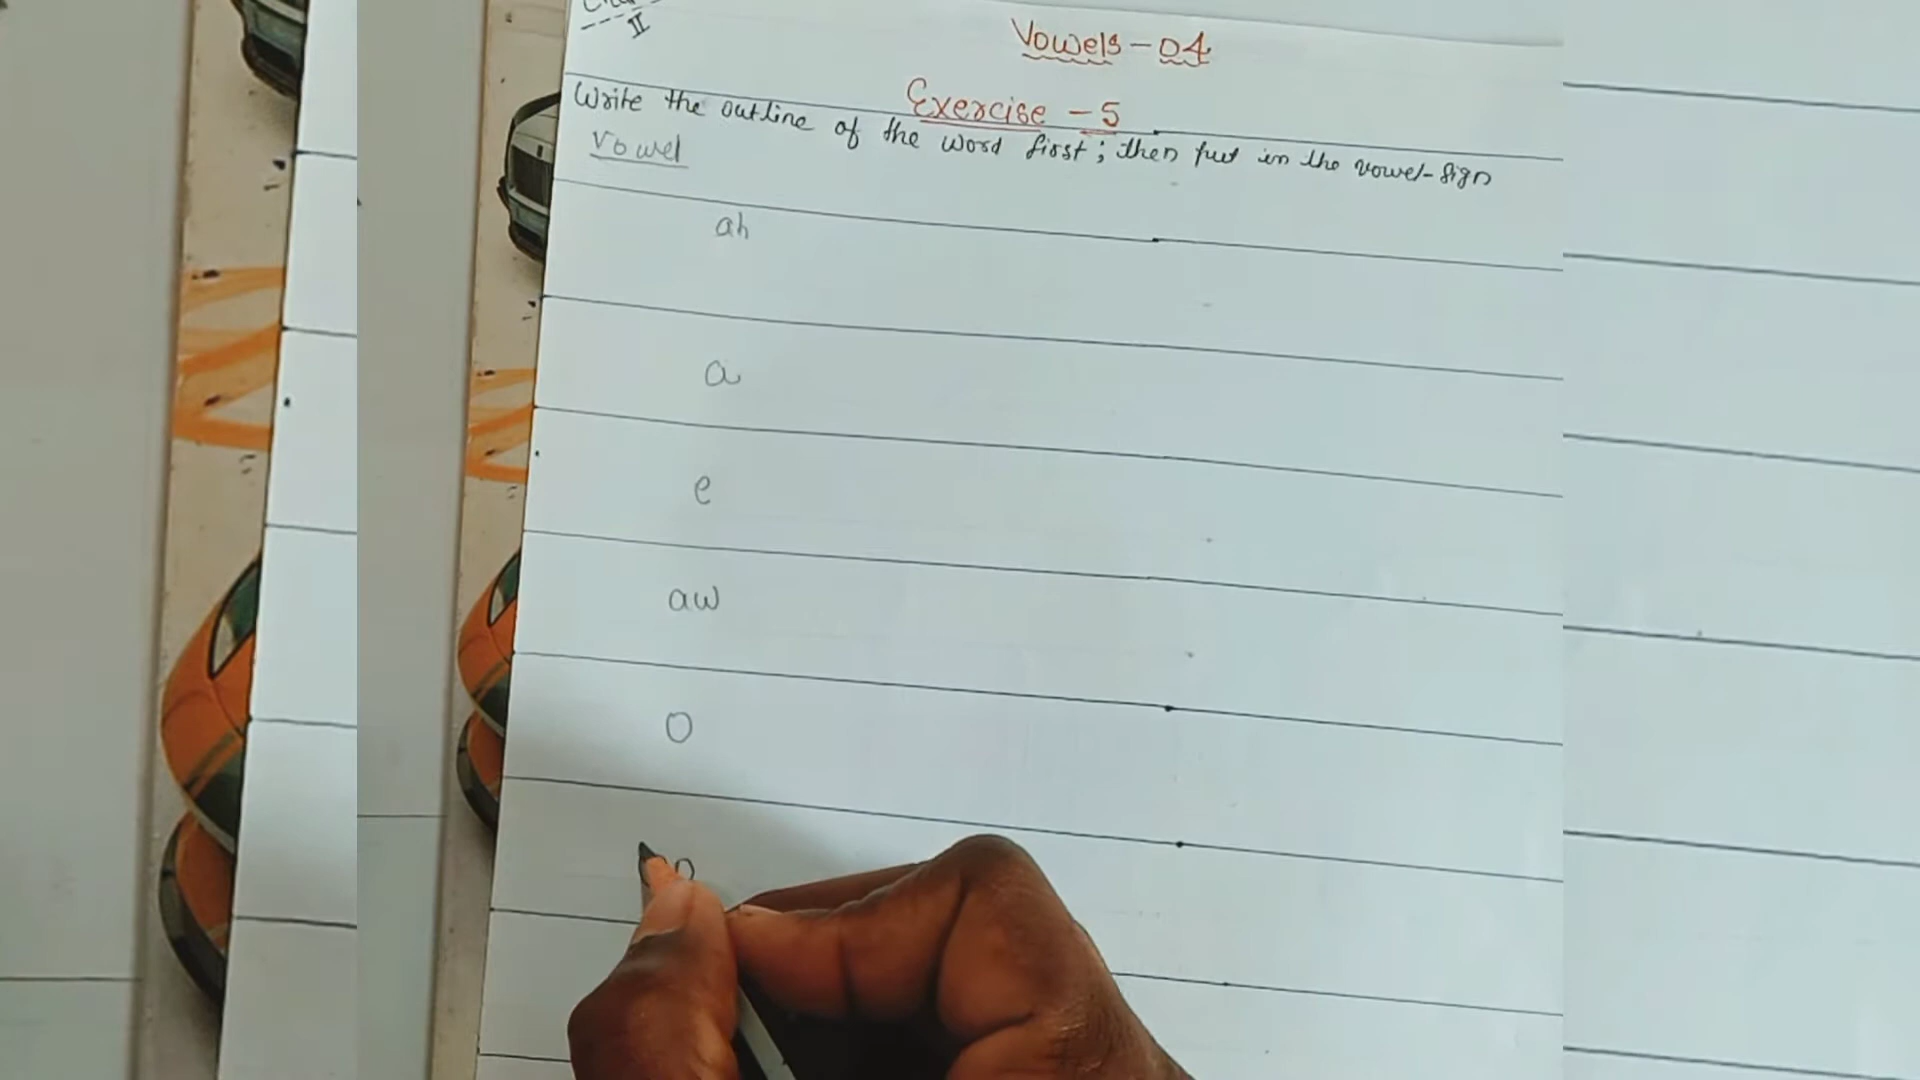 II
Vowels - 04
Exercise - 5
Write the outline of the word first; then put in the vowel-sign
Vowel
ah
a
e
aw
O
oo